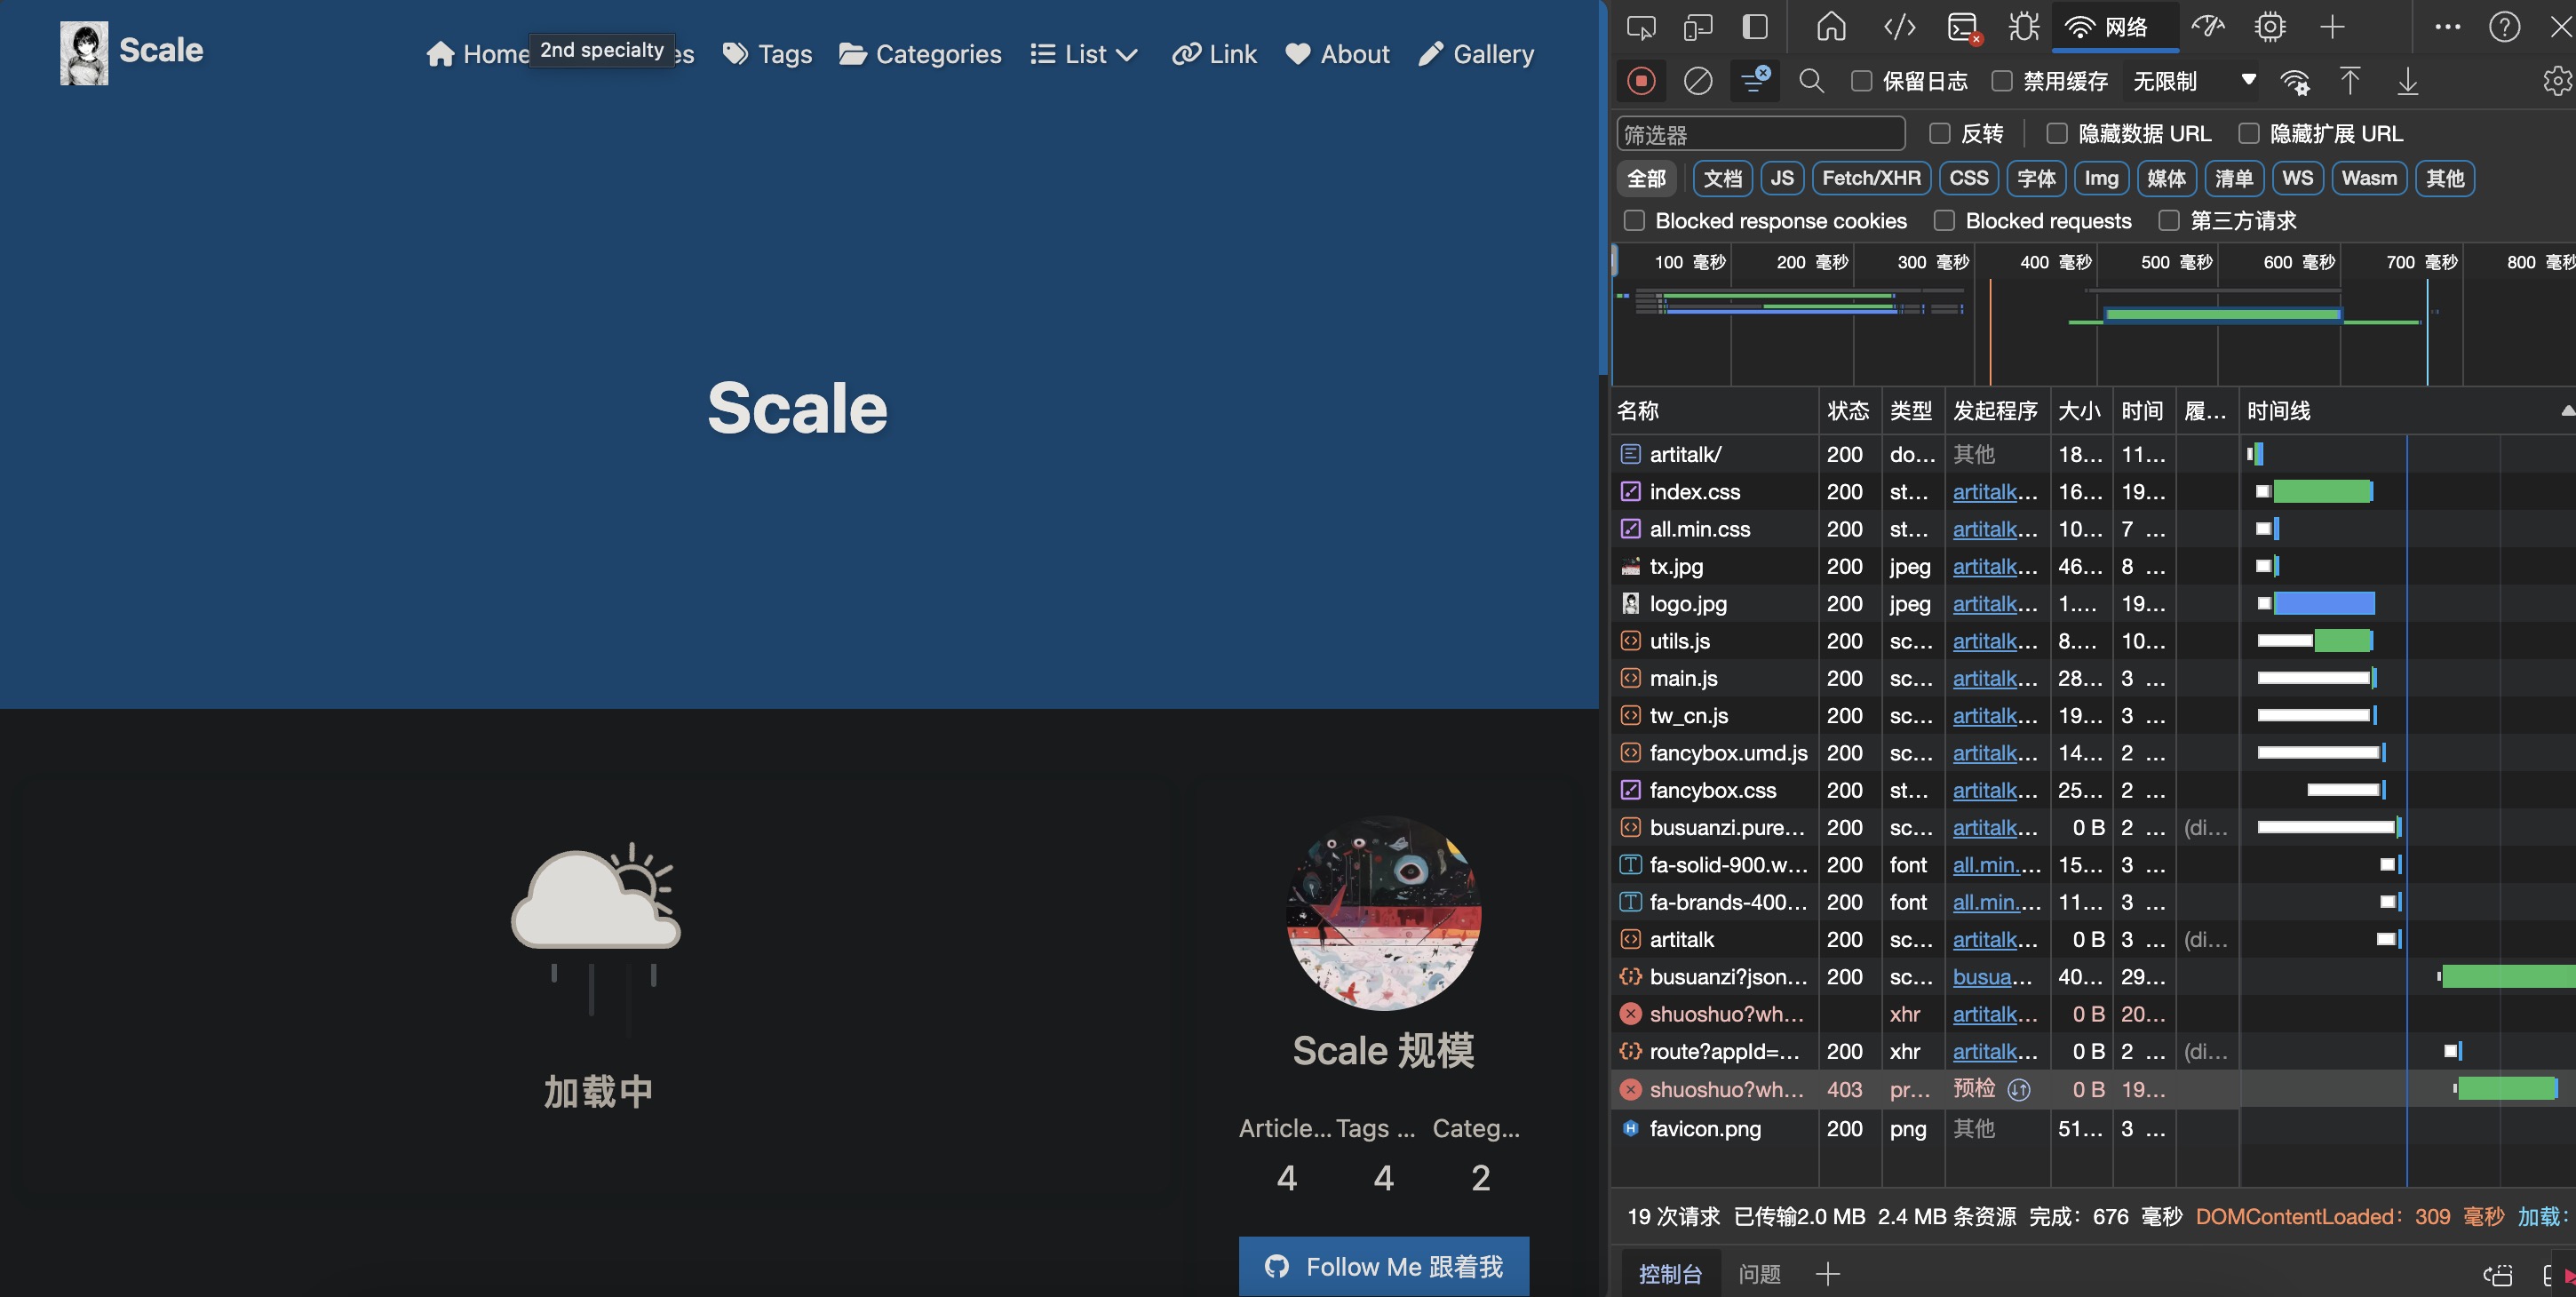 Scale
Home
2nd specialty
es
Tags
Categories
List
Link
About
Gallery
Scale
加载中
Scale 规模
Article... Tags ... Categ...
4 4 2
Follow Me 跟着我
网络
保留日志
禁用缓存
无限制
筛选器
反转
隐藏数据 URL
隐藏扩展 URL
全部 文档 JS Fetch/XHR CSS 字体 Img 媒体 清单 WS Wasm 其他
Blocked response cookies
Blocked requests
第三方请求
100 毫秒 200 毫秒 300 毫秒 400 毫秒 500 毫秒 600 毫秒 700 毫秒 800 毫秒
名称 状态 类型 发起程序 大小 时间 履... 时间线
artitalk/ 200 do... 其他 18... 11...
index.css 200 st... artitalk... 16... 19...
all.min.css 200 st... artitalk... 10... 7 ...
tx.jpg 200 jpeg artitalk... 46... 8 ...
logo.jpg 200 jpeg artitalk... 1.... 19...
utils.js 200 sc... artitalk... 8.... 10...
main.js 200 sc... artitalk... 28... 3 ...
tw_cn.js 200 sc... artitalk... 19... 3 ...
fancybox.umd.js 200 sc... artitalk... 14... 2 ...
fancybox.css 200 st... artitalk... 25... 2 ...
busuanzi.pure... 200 sc... artitalk... 0 B 2 ... (di...
fa-solid-900.w... 200 font all.min.... 15... 3 ...
fa-brands-400... 200 font all.min.... 11... 3 ...
artitalk 200 sc... artitalk... 0 B 3 ... (di...
busuanzi?json... 200 sc... busua... 40... 29...
shuoshuo?wh... xhr artitalk... 0 B 20...
route?appId=... 200 xhr artitalk... 0 B 2 ... (di...
shuoshuo?wh... 403 pr... 预检 0 B 19...
favicon.png 200 png 其他 51... 3 ...
19 次请求 已传输2.0 MB 2.4 MB 条资源 完成：676 毫秒 DOMContentLoaded：309 毫秒 加载：
控制台 问题